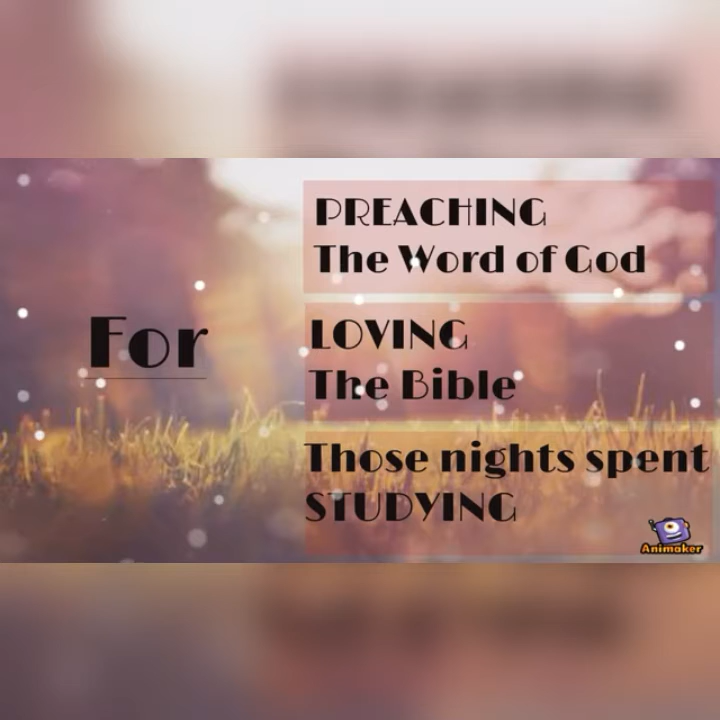 For
PREACHING
The Word of God
LOVING
The Bible
Those nights spent
STUDYING
Animaker